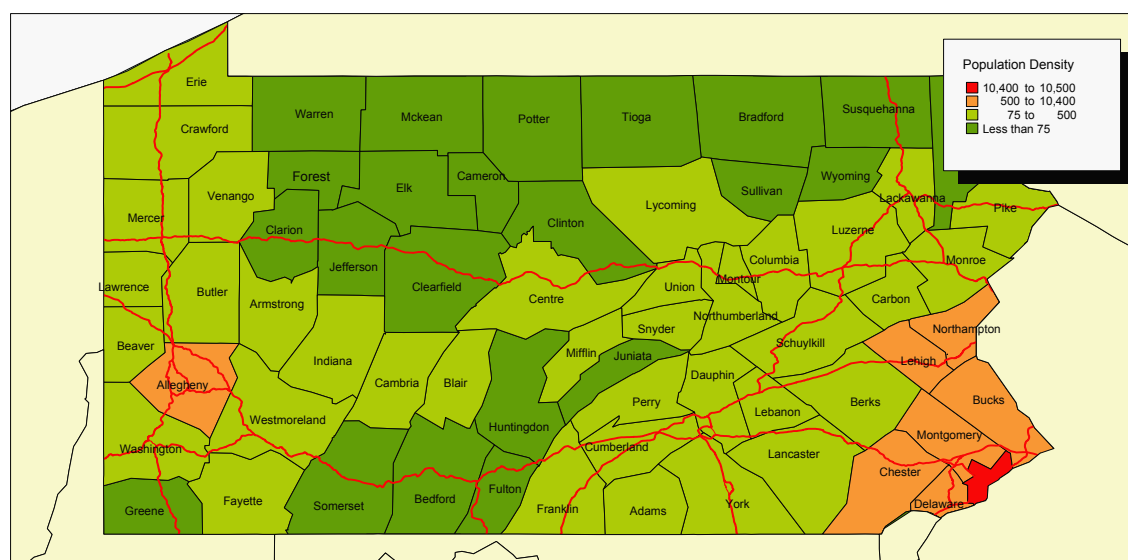 Population Density
10,400 to 10,500
500 to 10,400
75 to 500
Less than 75
Erie
Warren
Mckean
Potter
Tioga
Bradford
Susquehanna
Crawford
Forest
Elk
Cameron
Sullivan
Wyoming
Venango
Lycoming
Lackawanna
Pike
Mercer
Clarion
Clinton
Luzerne
Jefferson
Columbia
Monroe
Lawrence
Butler
Armstrong
Clearfield
Centre
Union
Montour
Carbon
Northumberland
Snyder
Northampton
Beaver
Indiana
Mifflin
Juniata
Schuylkill
Lehigh
Allegheny
Cambria
Blair
Dauphin
Perry
Lebanon
Berks
Bucks
Westmoreland
Huntingdon
Montgomery
Washington
Cumberland
Lancaster
Chester
Greene
Fayette
Somerset
Bedford
Fulton
Franklin
Adams
York
Delaware